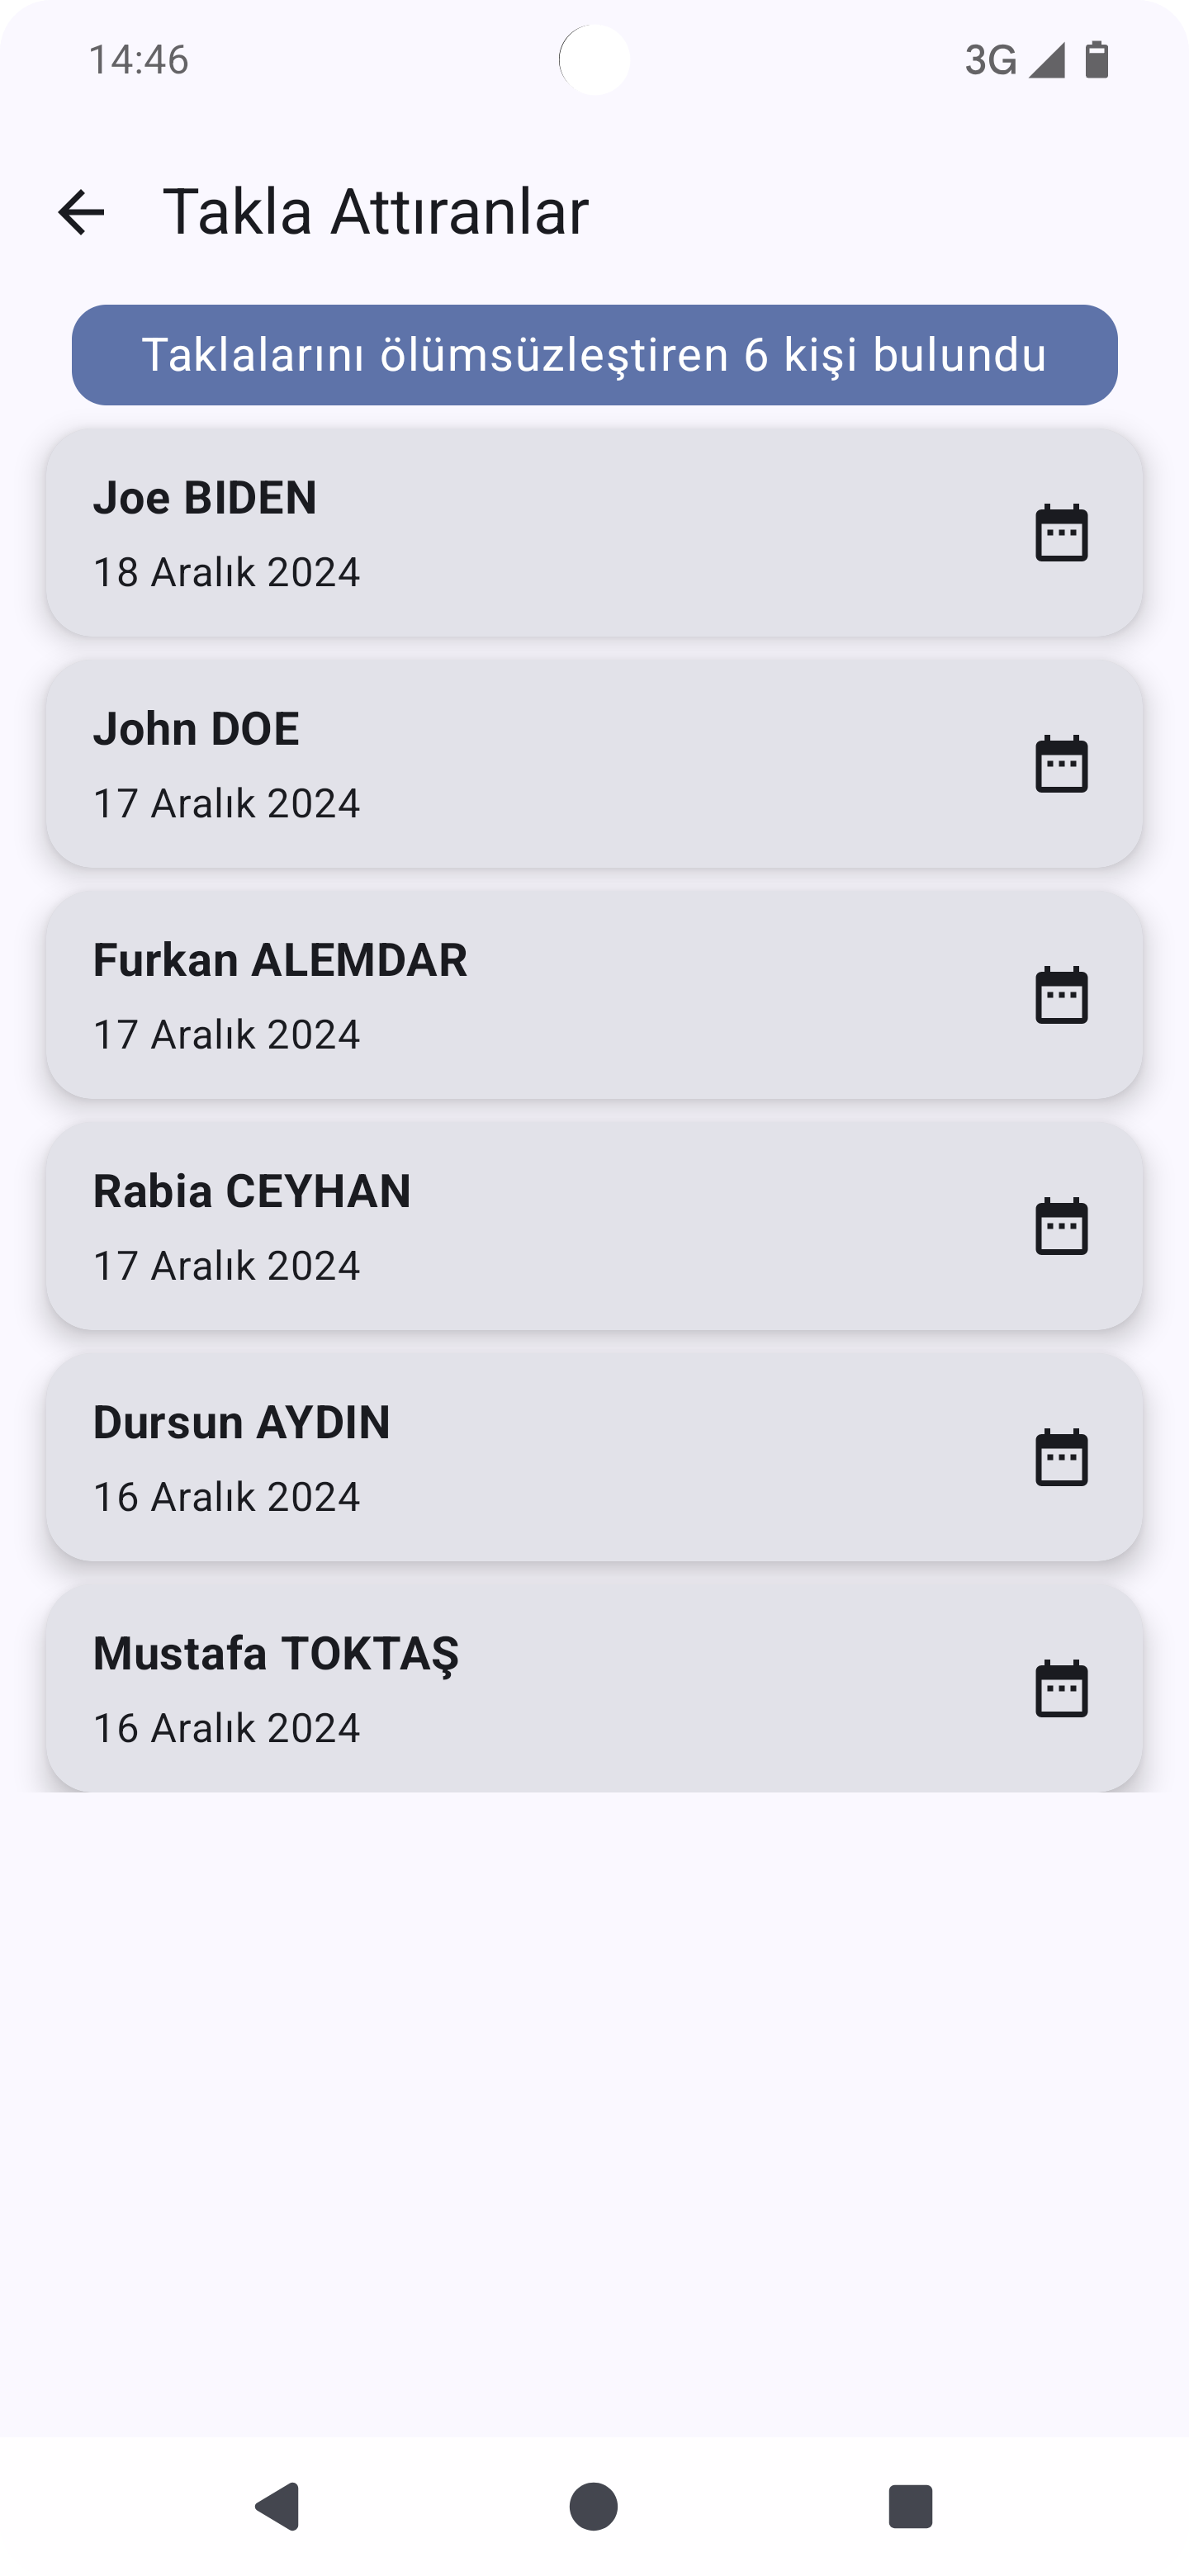 14:46
3G
Takla Attıranlar
Taklalarını ölümsüzleştiren 6 kişi bulundu
Joe BIDEN
18 Aralık 2024
John DOE
17 Aralık 2024
Furkan ALEMDAR
17 Aralık 2024
Rabia CEYHAN
17 Aralık 2024
Dursun AYDIN
16 Aralık 2024
Mustafa TOKTAŞ
16 Aralık 2024